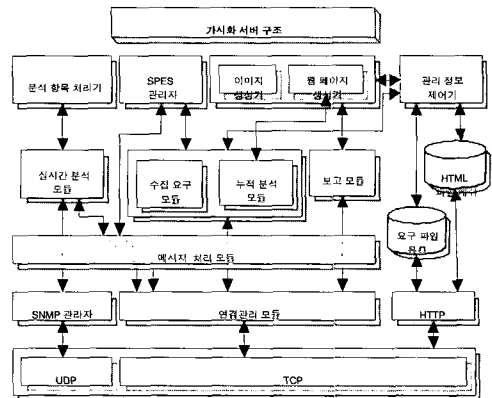 가시화 서버 구조
분석 항목 처리기
SPES
관리자
이미지
생성기
웹 페이지
생성기
관리 정보
제어기
실시간 분석
모듈
수집 요구
모듈
누적 분석
모듈
보고 모듈
HTML
요구 파일
메시지 처리 모듈
SNMP 관리자
연결관리 모듈
HTTP
UDP
TCP